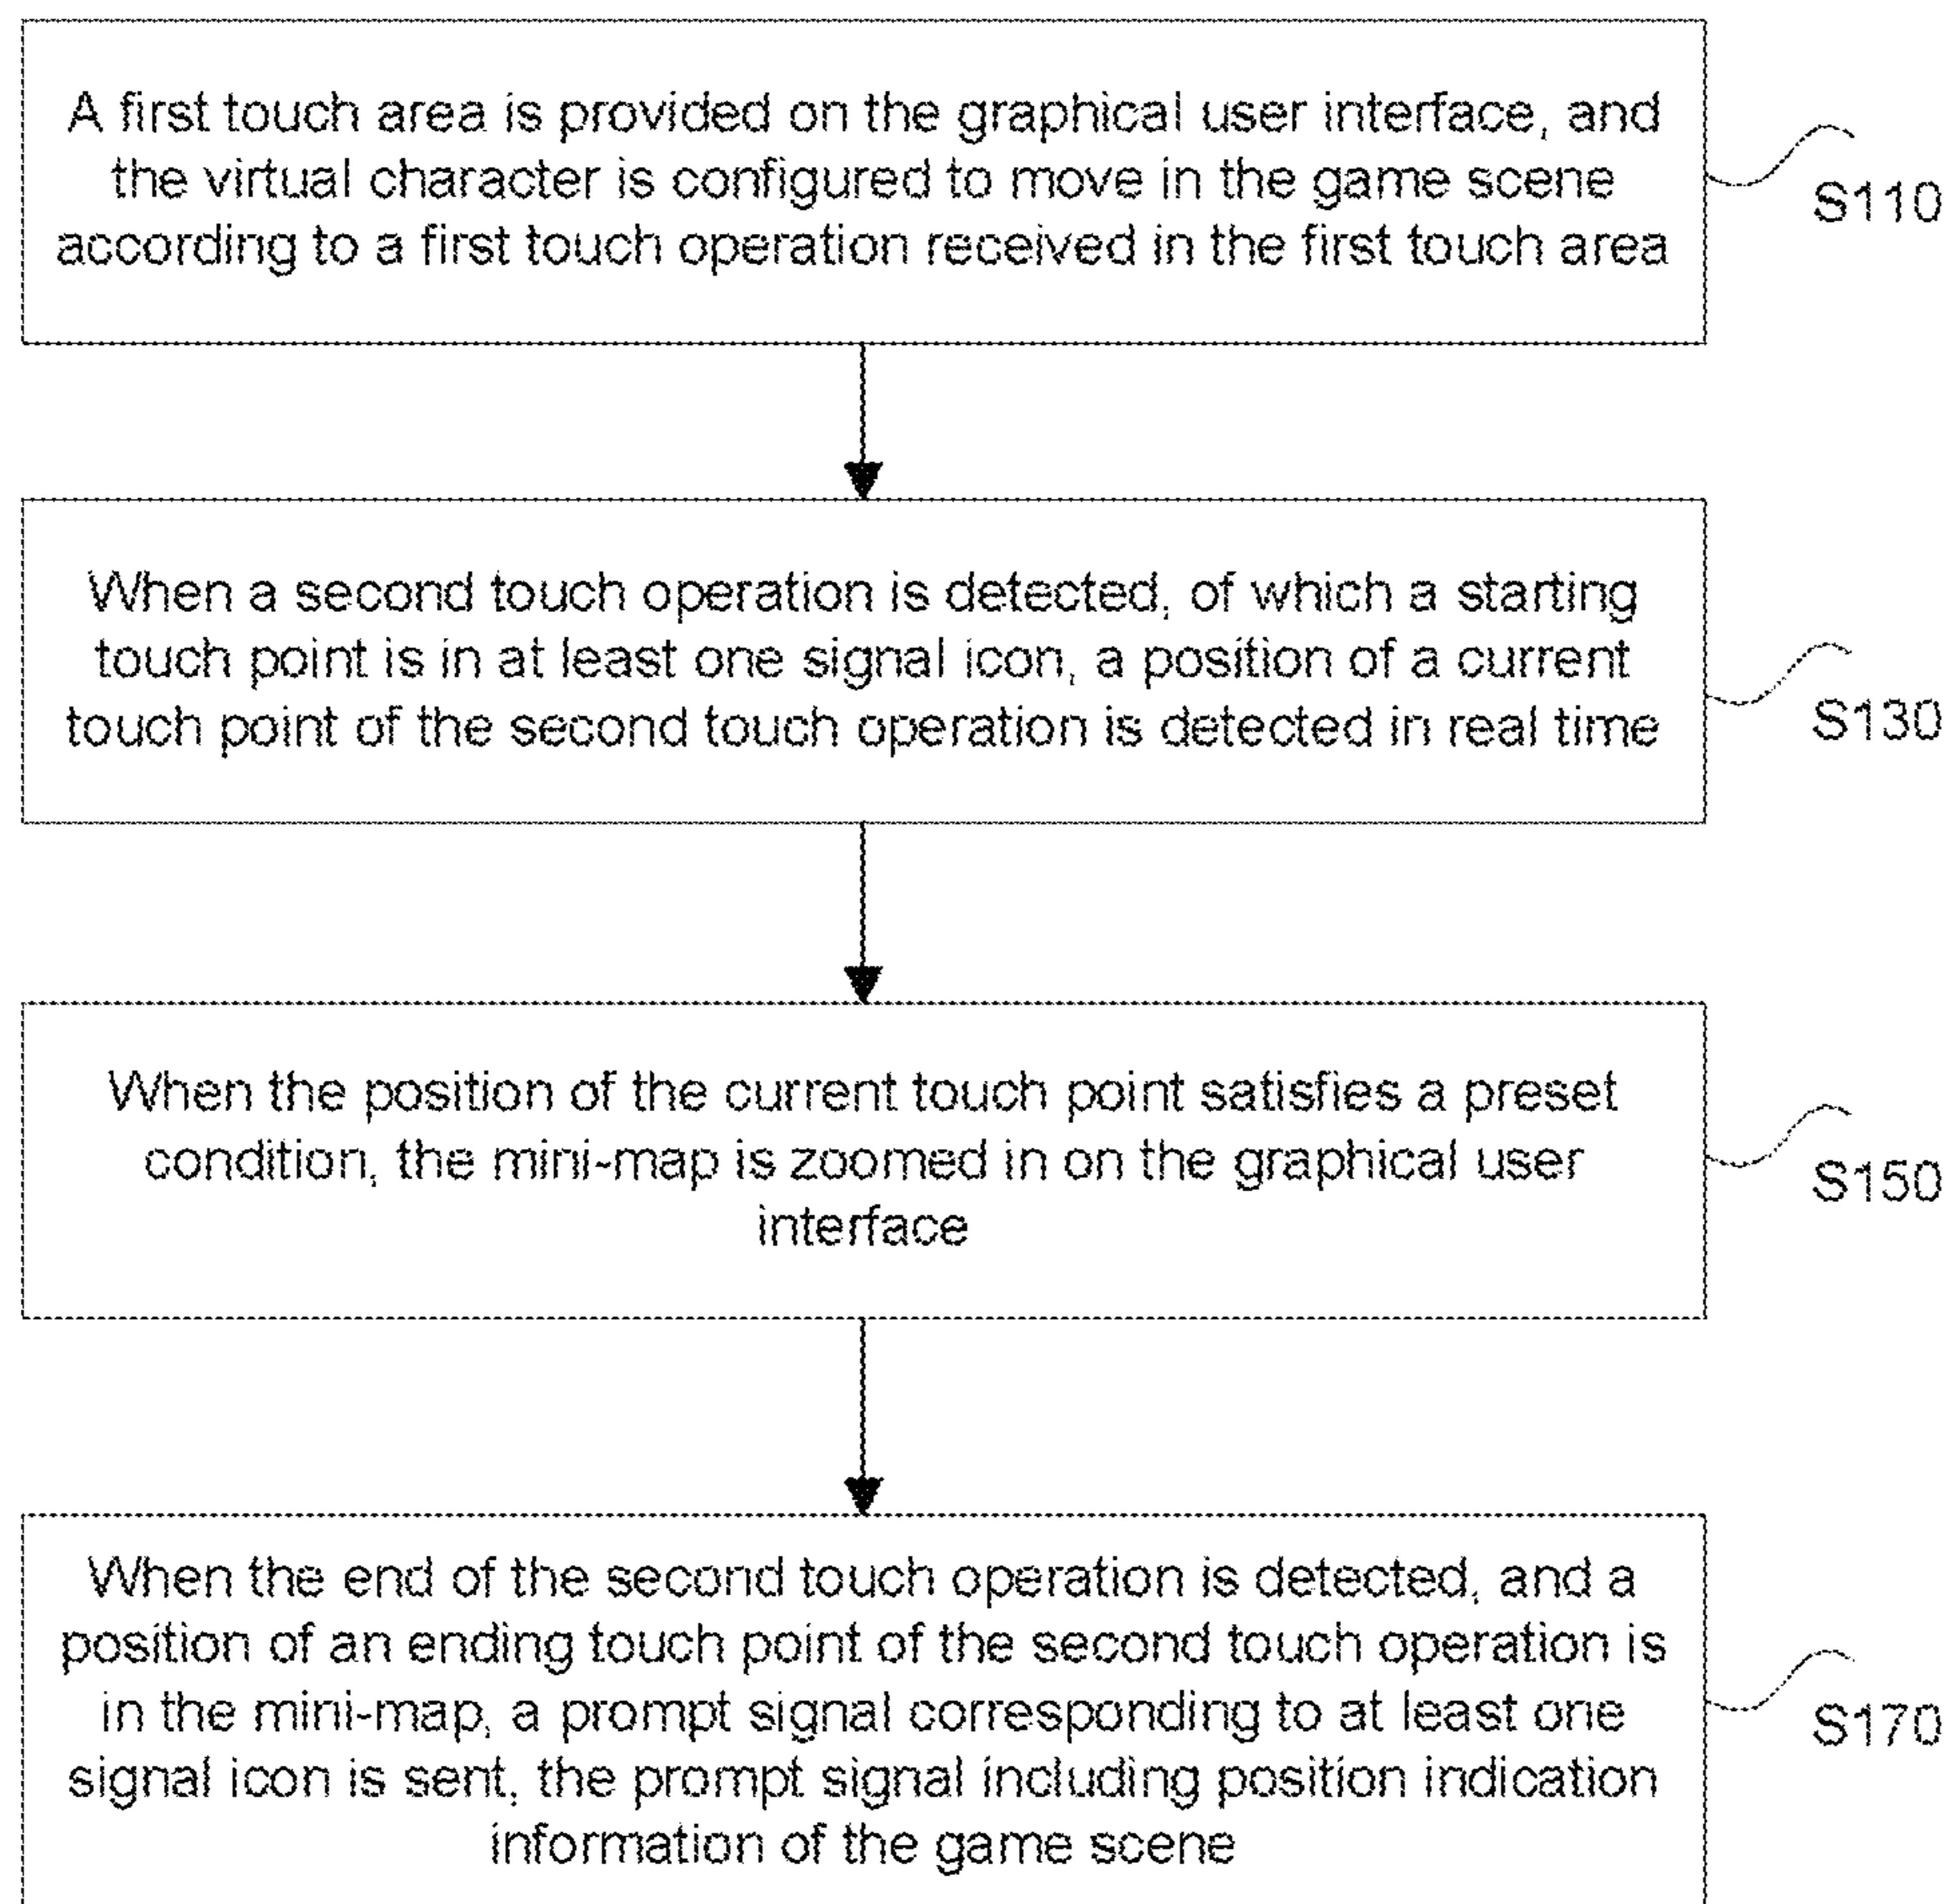 A first touch area is provided on the graphical user interface, and
the virtual character is configured to move in the game scene
according to a first touch operation received in the first touch area
S110
When a second touch operation is detected, of which a starting
touch point is in at least one signal icon, a position of a current
touch point of the second touch operation is detected in real time
S130
When the position of the current touch point satisfies a preset
condition, the mini-map is zoomed in on the graphical user
interface
S150
When the end of the second touch operation is detected, and a
position of an ending touch point of the second touch operation is
in the mini-map, a prompt signal corresponding to at least one
signal icon is sent, the prompt signal including position indication
information of the game scene
S170